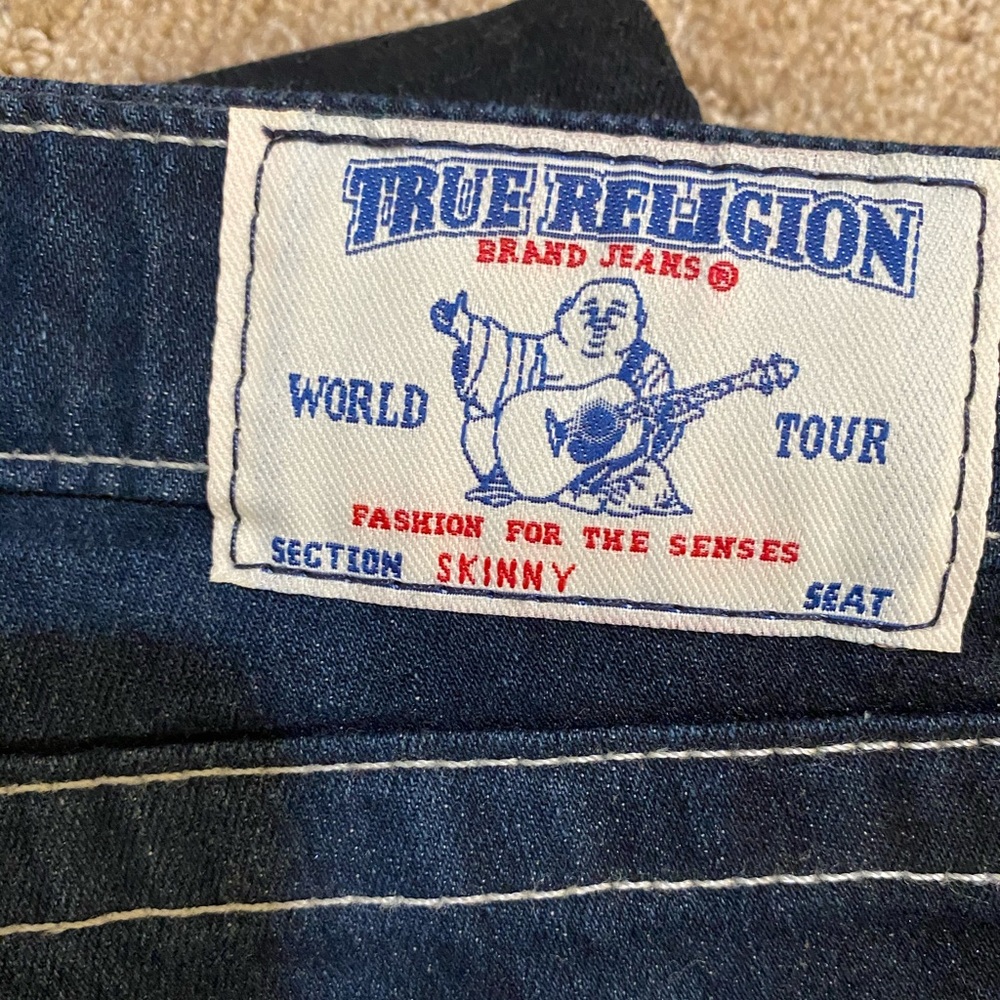 TRUE RELIGION
BRAND JEANS®
WORLD TOUR
FASHION FOR THE SENSES
SECTION SKINNY SEAT